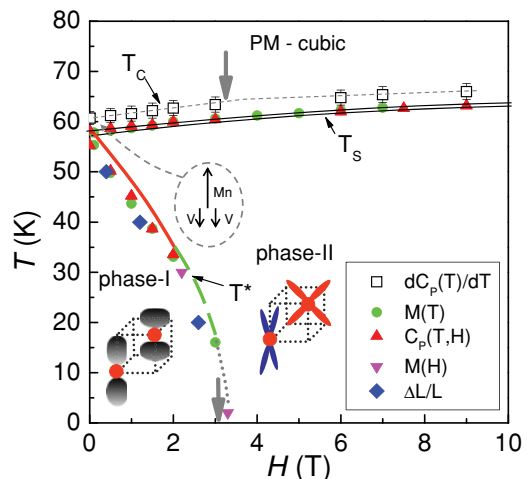 80
70
60
50
40
30
20
10
0
T (K)
0
2
4
6
8
10
H (T)
PM - cubic
T_C
T_S
Mn
V
V
phase-I
T*
phase-II
dC_P(T)/dT
M(T)
C_P(T,H)
M(H)
ΔL/L